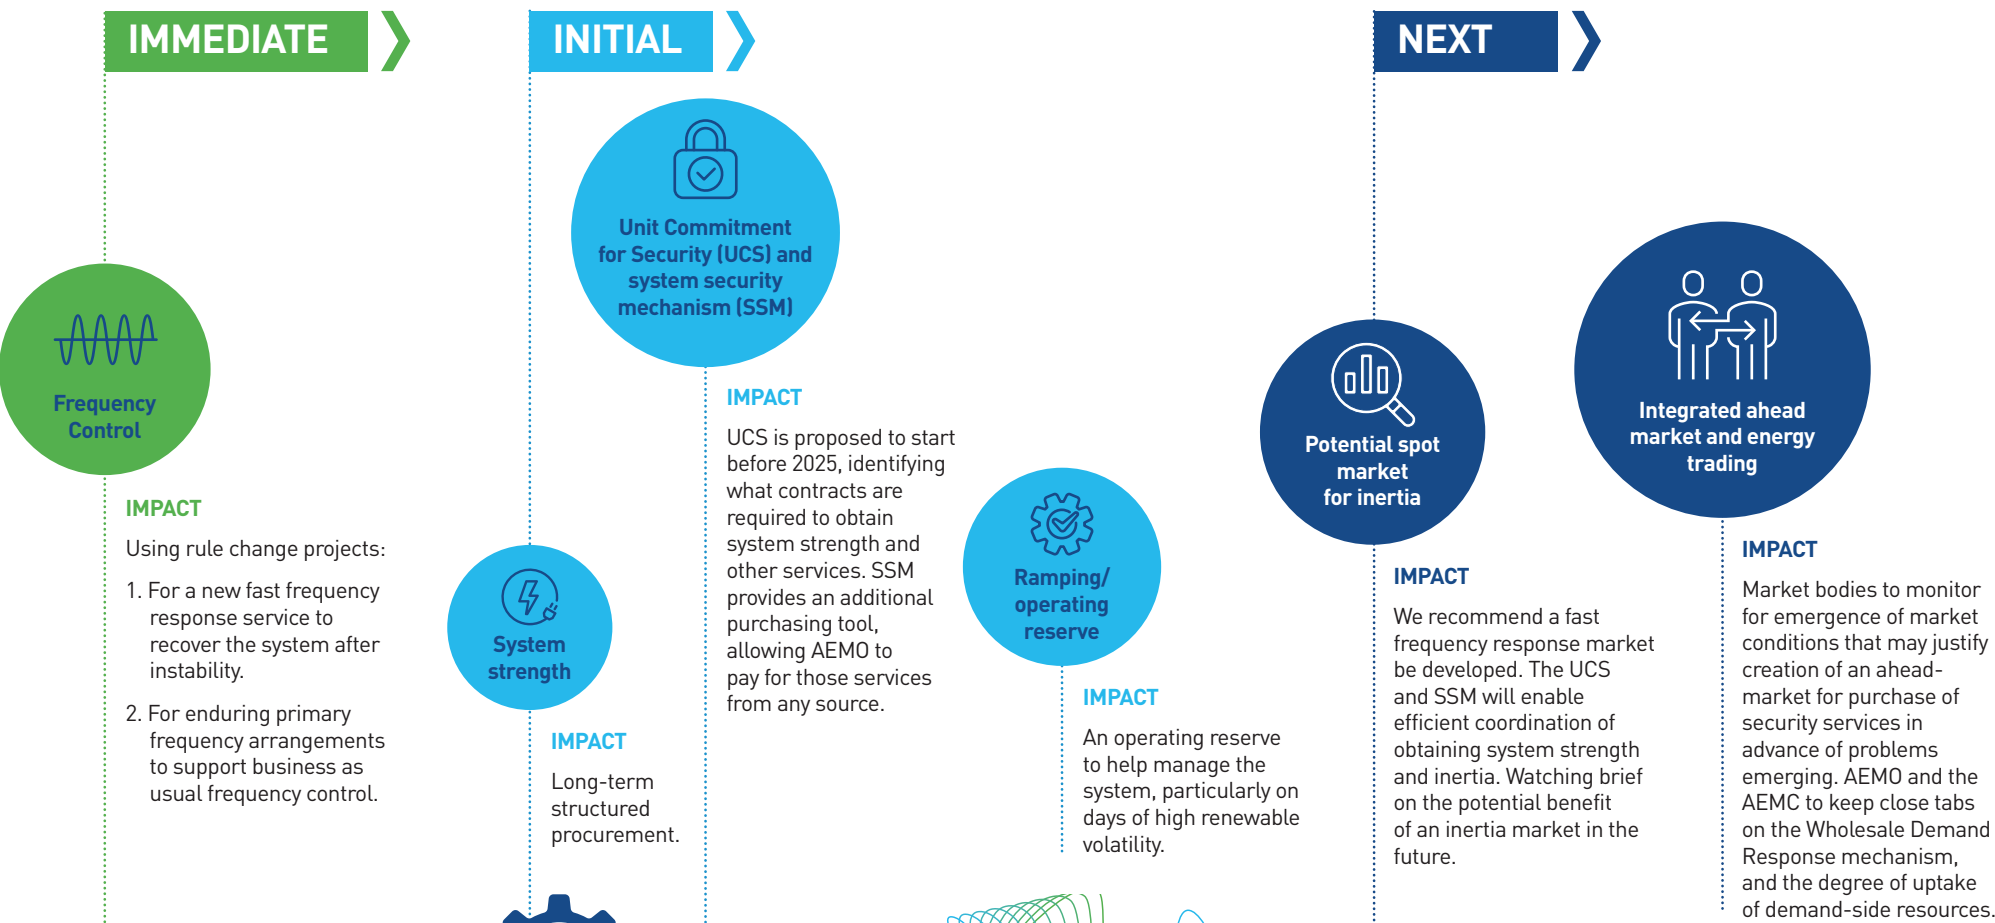 IMMEDIATE
INITIAL
NEXT
Frequency
Control
IMPACT
Using rule change projects:
1. For a new fast frequency
response service to
recover the system after
instability.
2. For enduring primary
frequency arrangements
to support business as
usual frequency control.
System
strength
IMPACT
Long-term
structured
procurement.
Unit Commitment
for Security (UCS) and
system security
mechanism (SSM)
IMPACT
UCS is proposed to start
before 2025, identifying
what contracts are
required to obtain
system strength and
other services. SSM
provides an additional
purchasing tool,
allowing AEMO to
pay for those services
from any source.
Ramping/
operating
reserve
IMPACT
An operating reserve
to help manage the
system, particularly on
days of high renewable
volatility.
Potential spot
market
for inertia
IMPACT
We recommend a fast
frequency response market
be developed. The UCS
and SSM will enable
efficient coordination of
obtaining system strength
and inertia. Watching brief
on the potential benefit
of an inertia market in the
future.
Integrated ahead
market and energy
trading
IMPACT
Market bodies to monitor
for emergence of market
conditions that may justify
creation of an ahead-
market for purchase of
security services in
advance of problems
emerging. AEMO and the
AEMC to keep close tabs
on the Wholesale Demand
Response mechanism,
and the degree of uptake
of demand-side resources.